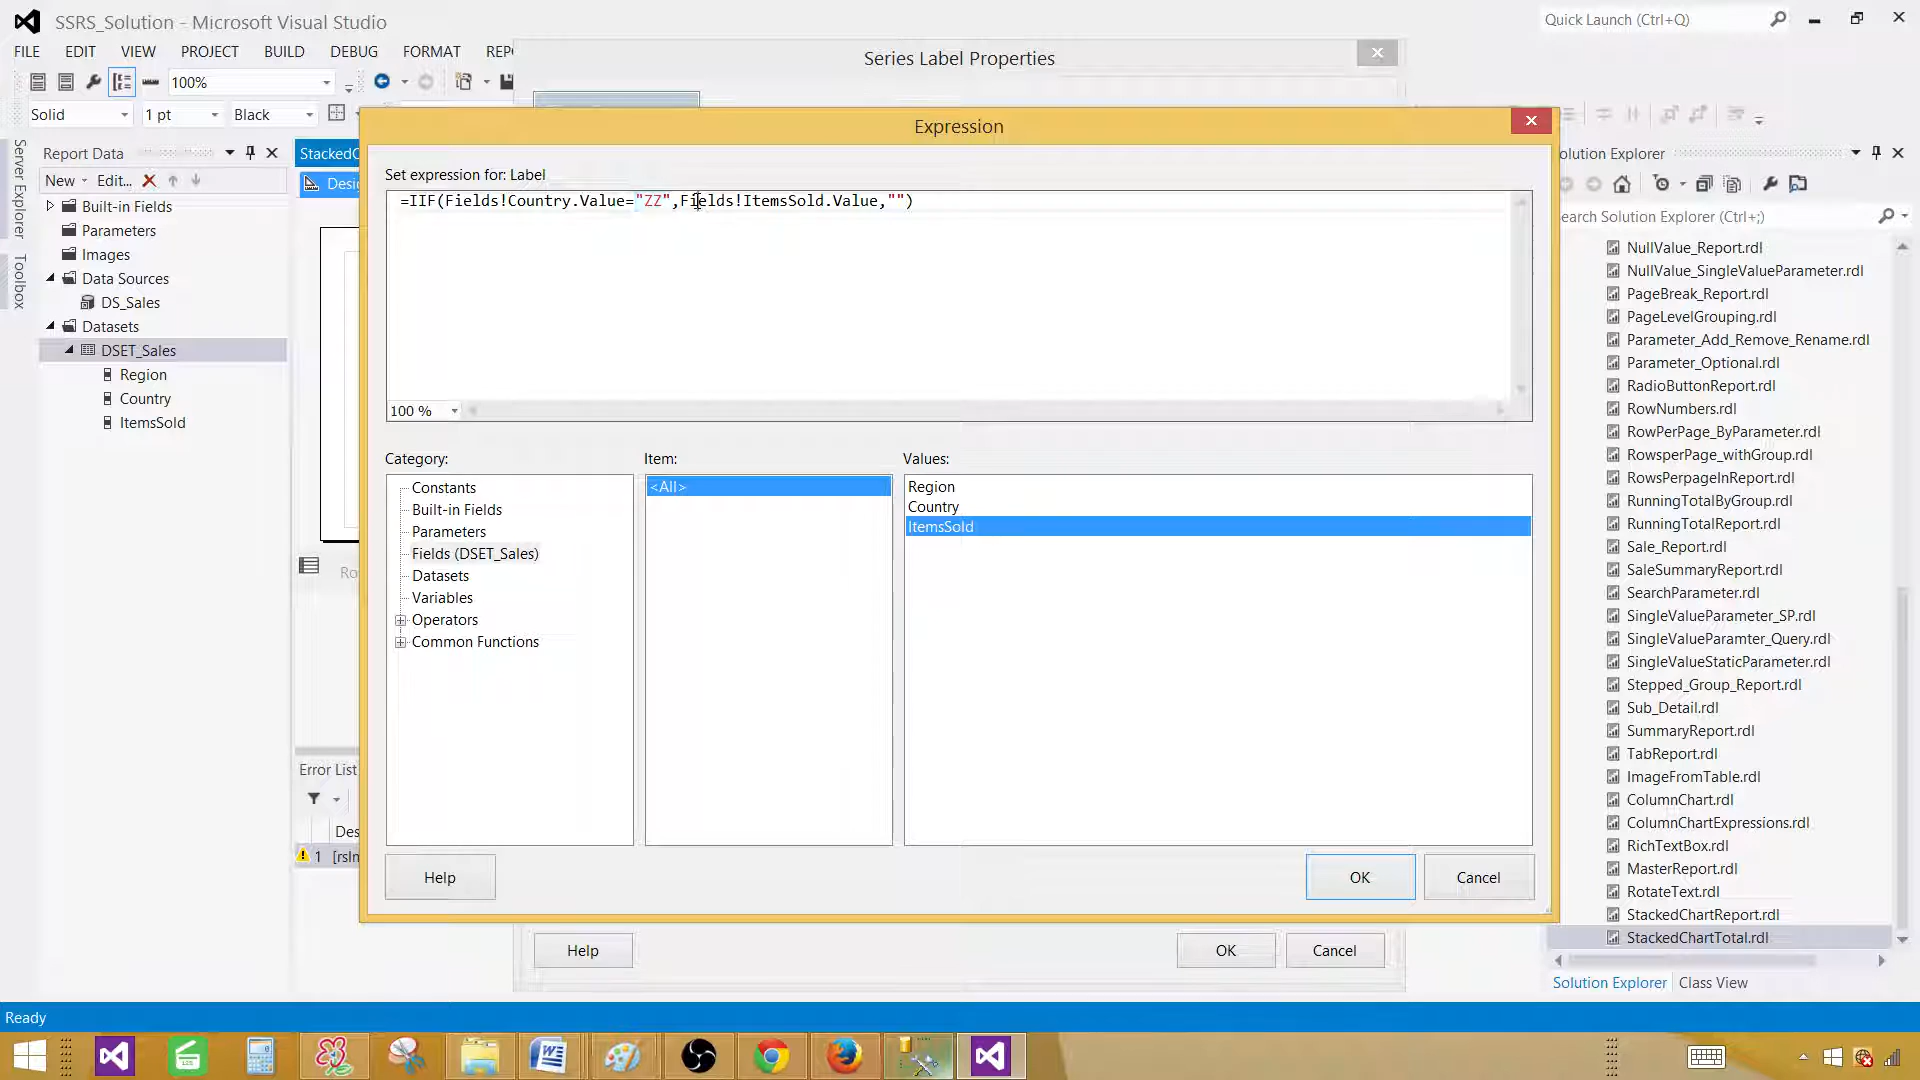 SSRS_Solution - Microsoft Visual Studio
Quick Launch (Ctrl+Q)
FILE EDIT VIEW PROJECT BUILD DEBUG FORMAT
Series Label Properties
100%
Solid
1 pt
Black
Server Explorer
Toolbox
Report Data
New Edit...
Built-in Fields
Parameters
Images
Data Sources
DS_Sales
Datasets
DSET_Sales
Region
Country
ItemsSold
Error List
1
Expression
Set expression for: Label
=IIF(Fields!Country.Value="ZZ",Fields!ItemsSold.Value,"")
100 %
Category:
Constants
Built-in Fields
Parameters
Fields (DSET_Sales)
Datasets
Variables
Operators
Common Functions
Item:
<All>
Values:
Region
Country
ItemsSold
Help
OK
Cancel
Help
OK
Cancel
NullValue_Report.rdl
NullValue_SingleValueParameter.rdl
PageBreak_Report.rdl
PageLevelGrouping.rdl
Parameter_Add_Remove_Rename.rdl
Parameter_Optional.rdl
RadioButtonReport.rdl
RowNumbers.rdl
RowPerPage_ByParameter.rdl
RowsperPage_withGroup.rdl
RowsPerpageInReport.rdl
RunningTotalByGroup.rdl
RunningTotalReport.rdl
Sale_Report.rdl
SaleSummaryReport.rdl
SearchParameter.rdl
SingleValueParameter_SP.rdl
SingleValueParamter_Query.rdl
SingleValueStaticParameter.rdl
Stepped_Group_Report.rdl
Sub_Detail.rdl
SummaryReport.rdl
TabReport.rdl
ImageFromTable.rdl
ColumnChart.rdl
ColumnChartExpressions.rdl
RichTextBox.rdl
MasterReport.rdl
RotateText.rdl
StackedChartReport.rdl
StackedChartTotal.rdl
Solution Explorer Class View
Ready